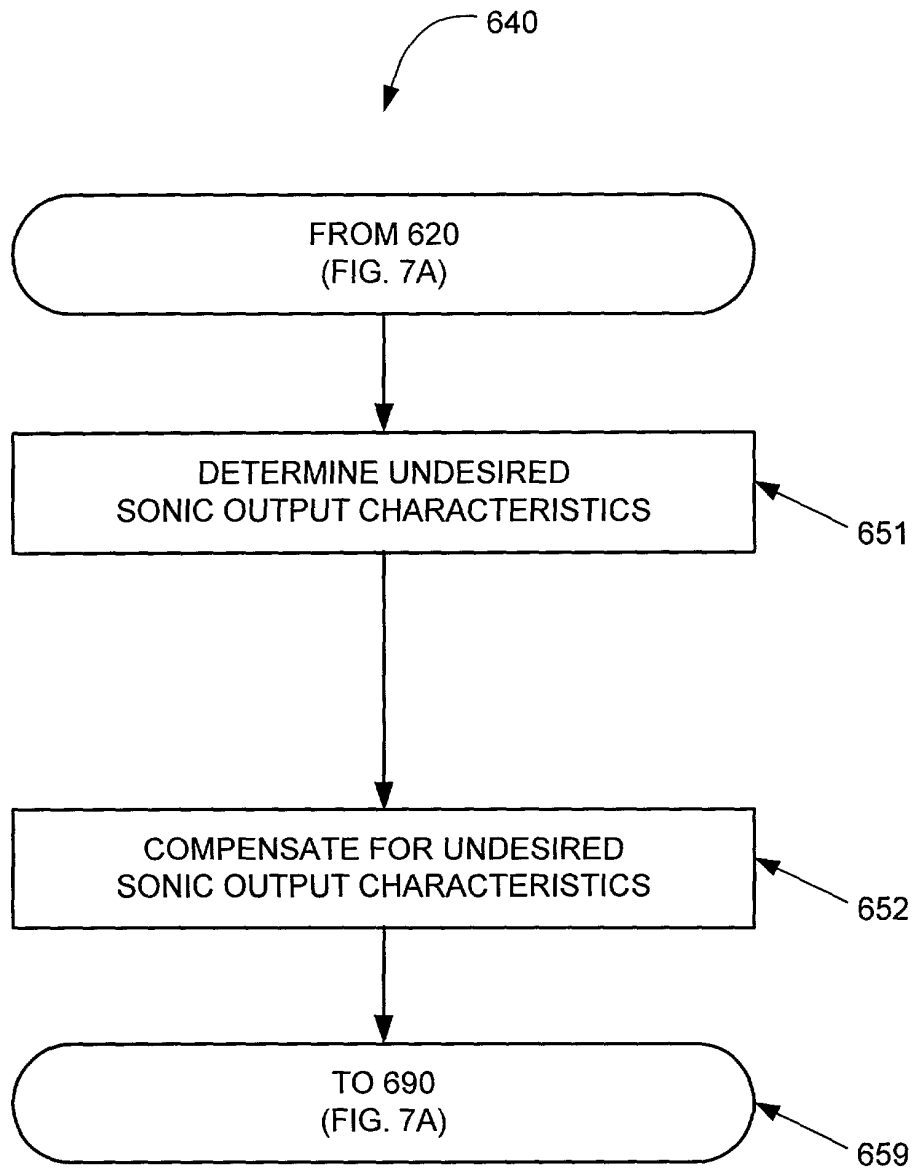 640
FROM 620
(FIG. 7A)
DETERMINE UNDESIRED
SONIC OUTPUT CHARACTERISTICS
651
COMPENSATE FOR UNDESIRED
SONIC OUTPUT CHARACTERISTICS
652
TO 690
(FIG. 7A)
659